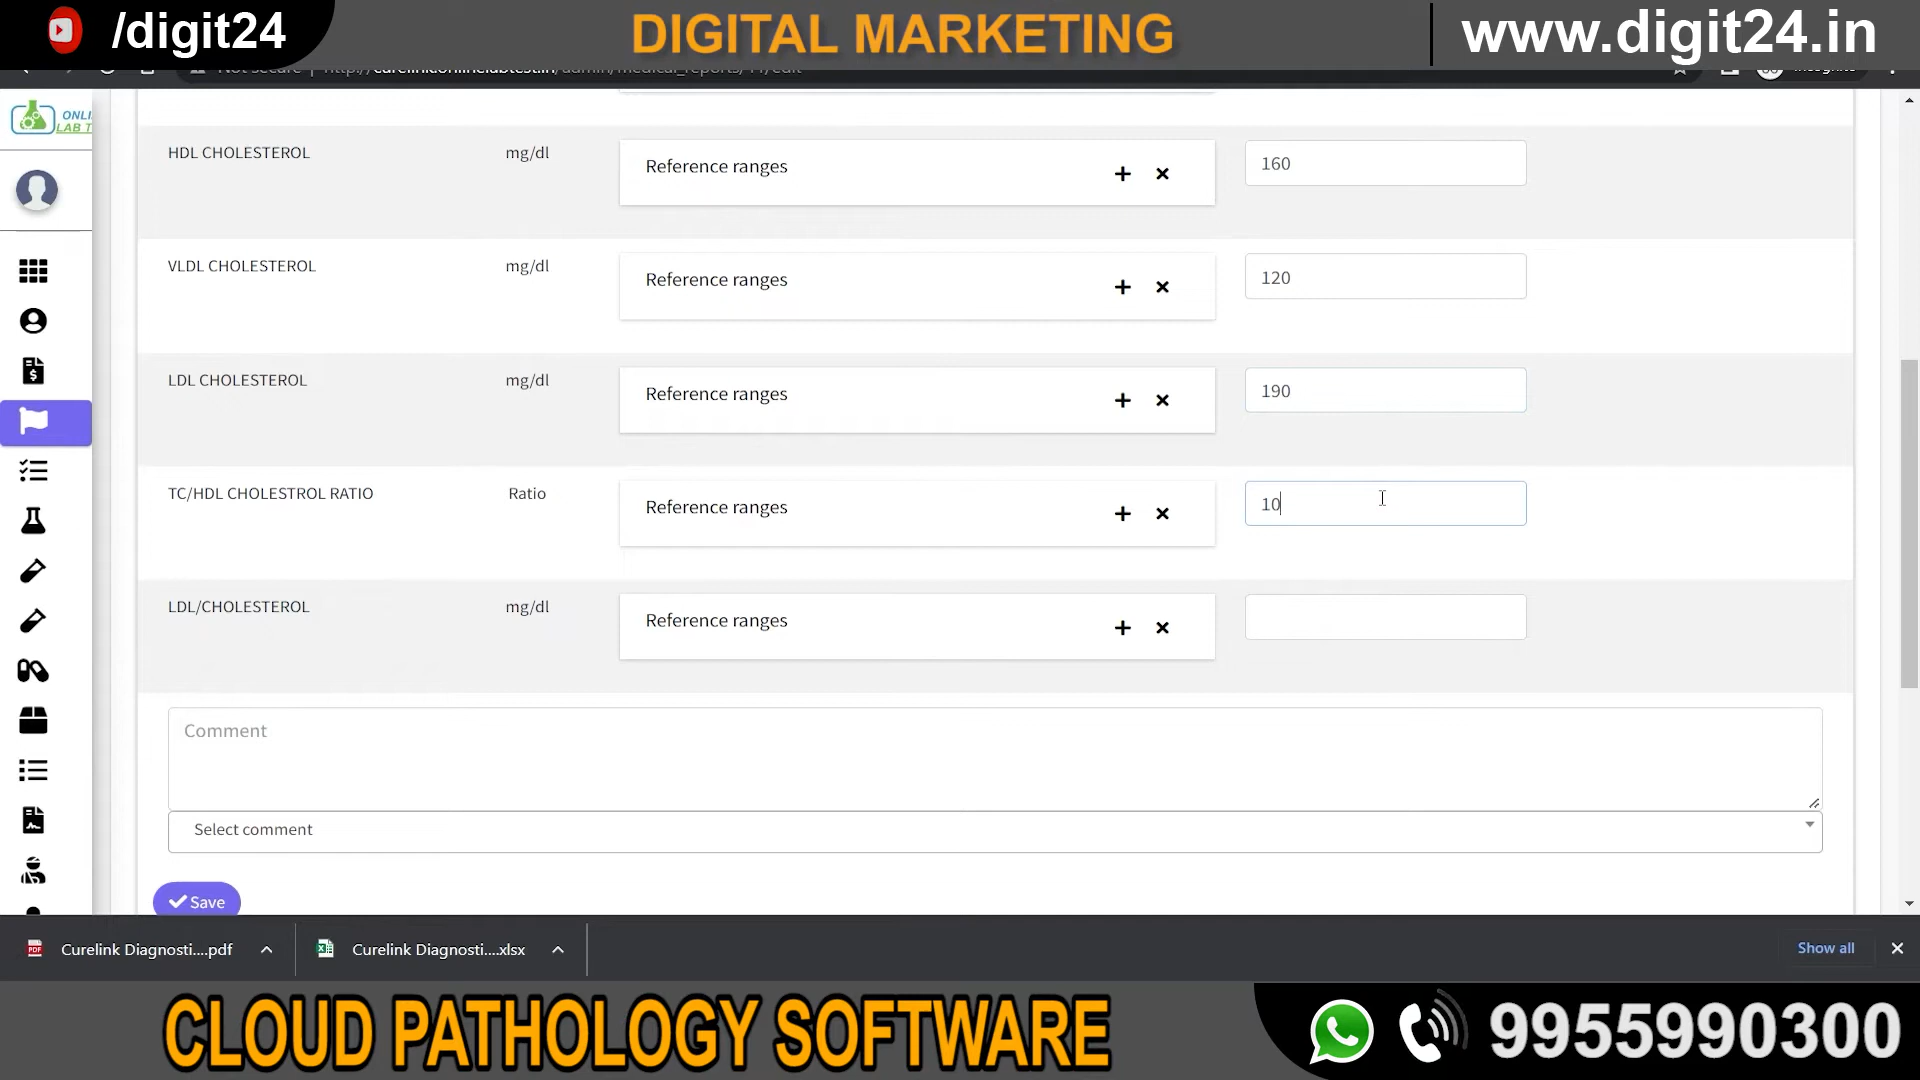 /digit24
DIGITAL MARKETING
www.digit24.in
ONLI
LAB T
HDL CHOLESTEROL mg/dl Reference ranges 160
VLDL CHOLESTEROL mg/dl Reference ranges 120
LDL CHOLESTEROL mg/dl Reference ranges 190
TC/HDL CHOLESTROL RATIO Ratio Reference ranges 10
LDL/CHOLESTEROL mg/dl Reference ranges
Comment
Select comment
Save
Curelink Diagnosti....pdf
Curelink Diagnosti....xlsx
Show all
CLOUD PATHOLOGY SOFTWARE
9955990300